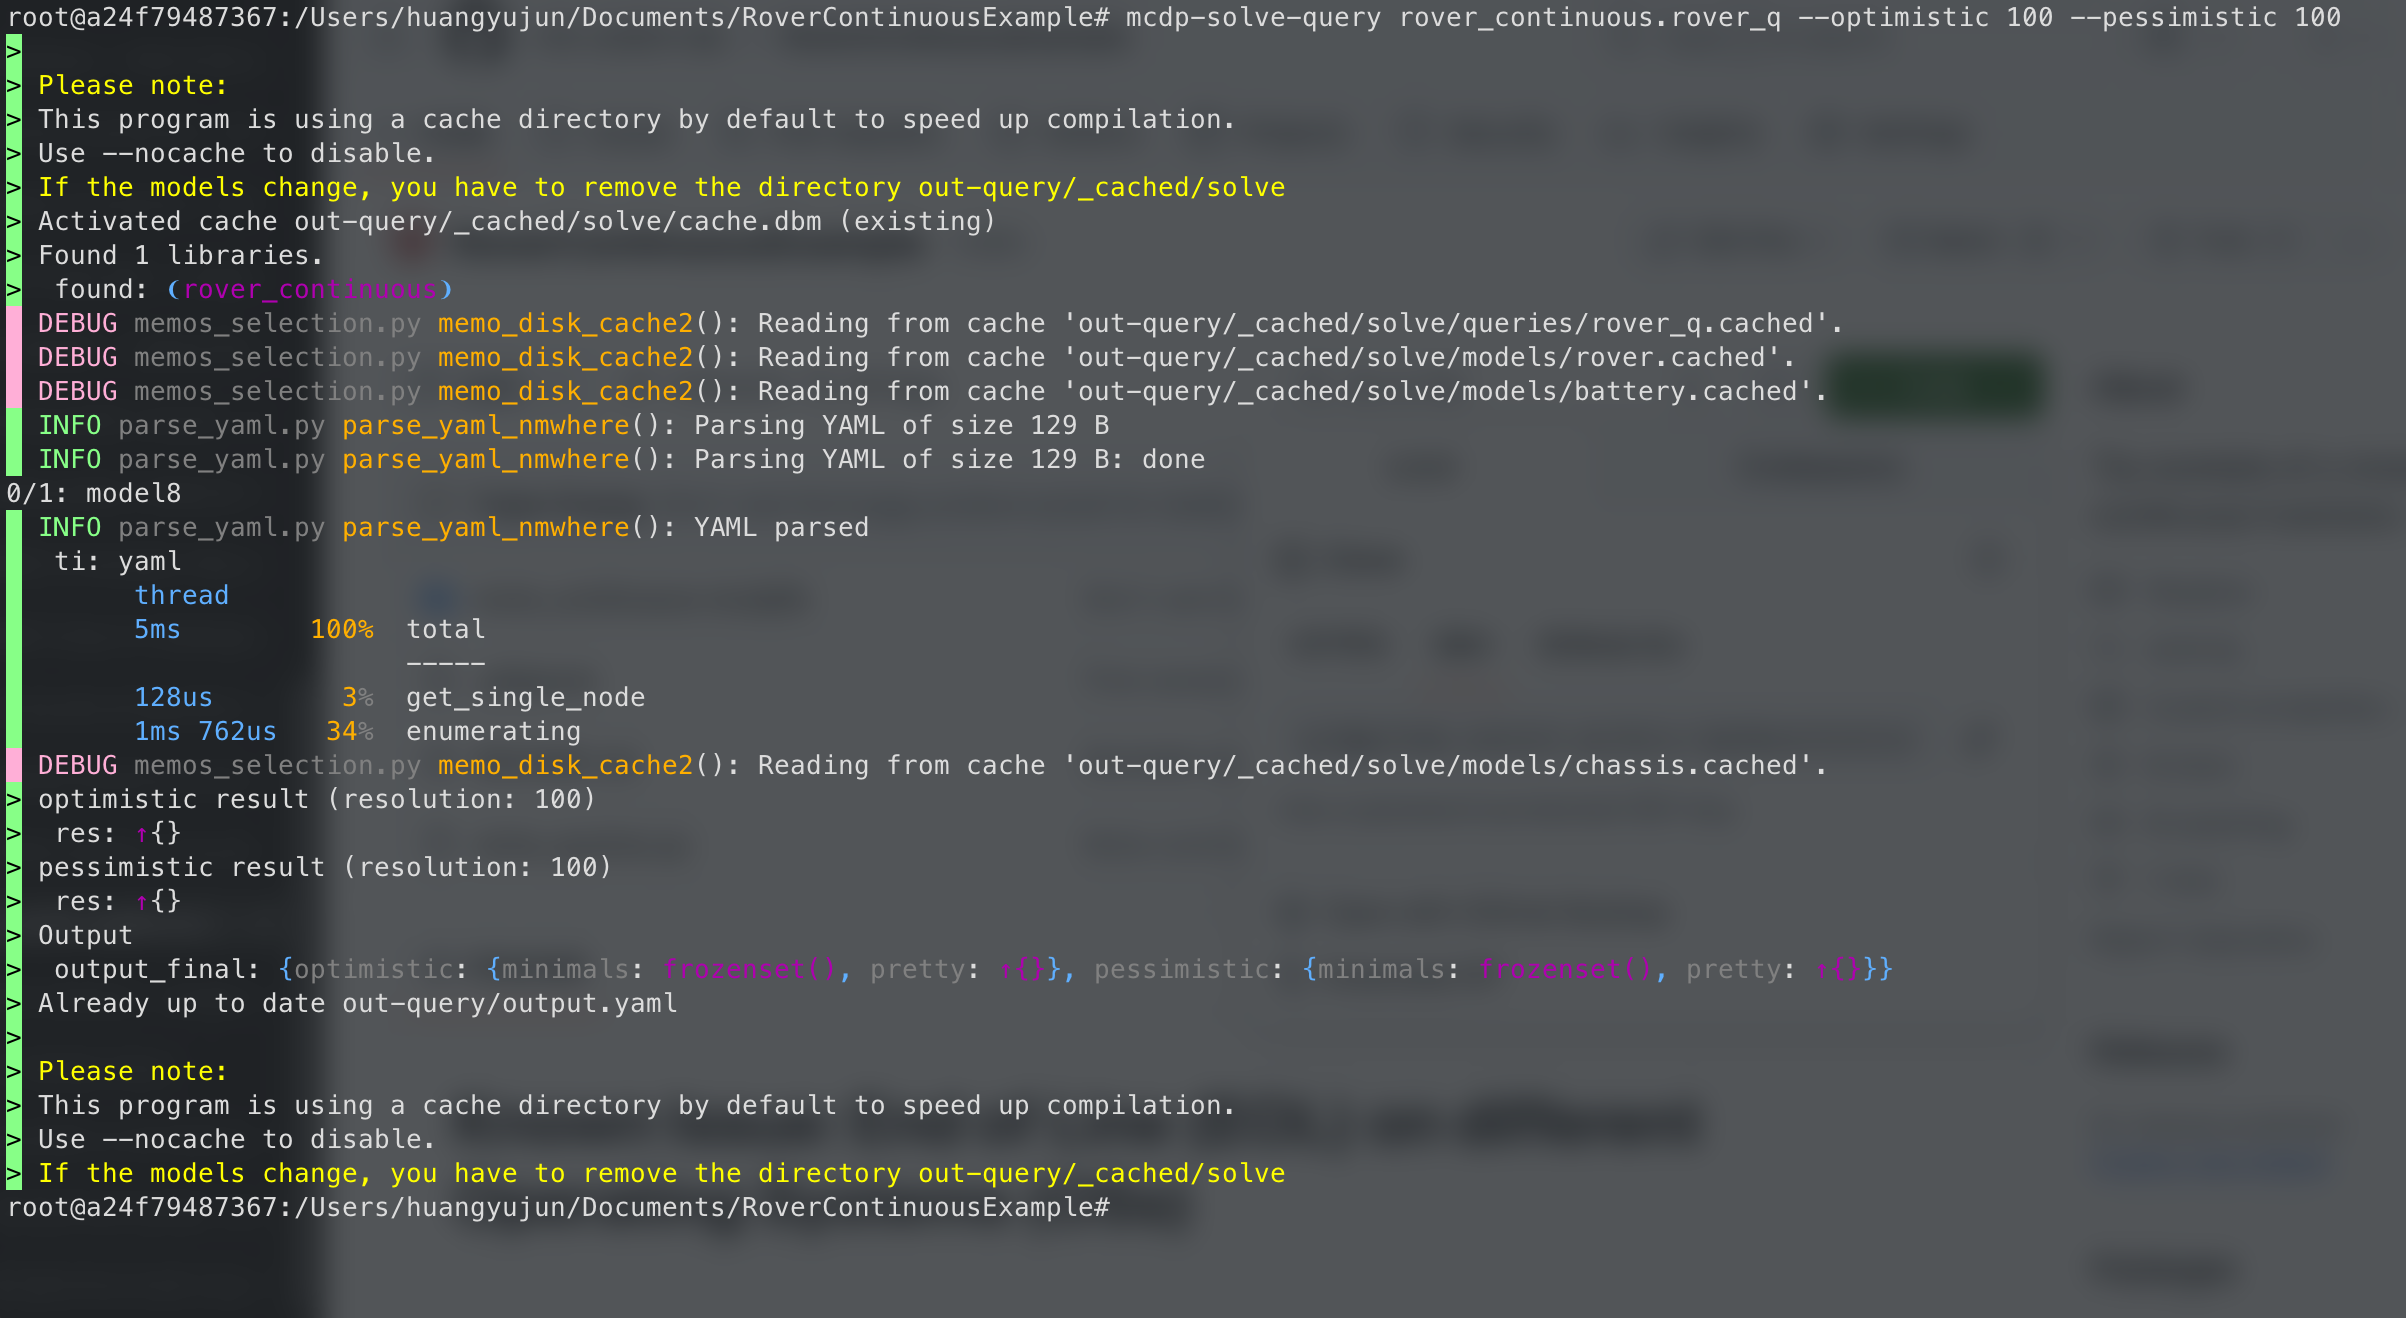 root@a24f79487367:/Users/huangyujun/Documents/RoverContinuousExample# mcdp-solve-query rover_continuous.rover_q --optimistic 100 --pessimistic 100
>
> Please note:
> This program is using a cache directory by default to speed up compilation.
> Use --nocache to disable.
> If the models change, you have to remove the directory out-query/_cached/solve
> Activated cache out-query/_cached/solve/cache.dbm (existing)
> Found 1 libraries.
>  found: (rover_continuous)
DEBUG memos_selection.py memo_disk_cache2(): Reading from cache 'out-query/_cached/solve/queries/rover_q.cached'.
DEBUG memos_selection.py memo_disk_cache2(): Reading from cache 'out-query/_cached/solve/models/rover.cached'.
DEBUG memos_selection.py memo_disk_cache2(): Reading from cache 'out-query/_cached/solve/models/battery.cached'.
INFO parse_yaml.py parse_yaml_nmwhere(): Parsing YAML of size 129 B
INFO parse_yaml.py parse_yaml_nmwhere(): Parsing YAML of size 129 B: done
0/1: model8
INFO parse_yaml.py parse_yaml_nmwhere(): YAML parsed
ti: yaml
thread
5ms 100% total
-----
128us 3% get_single_node
1ms 762us 34% enumerating
DEBUG memos_selection.py memo_disk_cache2(): Reading from cache 'out-query/_cached/solve/models/chassis.cached'.
> optimistic result (resolution: 100)
>  res: ↑{}
> pessimistic result (resolution: 100)
>  res: ↑{}
> Output
>  output_final: {optimistic: {minimals: frozenset(), pretty: ↑{}}, pessimistic: {minimals: frozenset(), pretty: ↑{}}}
> Already up to date out-query/output.yaml
>
> Please note:
> This program is using a cache directory by default to speed up compilation.
> Use --nocache to disable.
> If the models change, you have to remove the directory out-query/_cached/solve
root@a24f79487367:/Users/huangyujun/Documents/RoverContinuousExample#